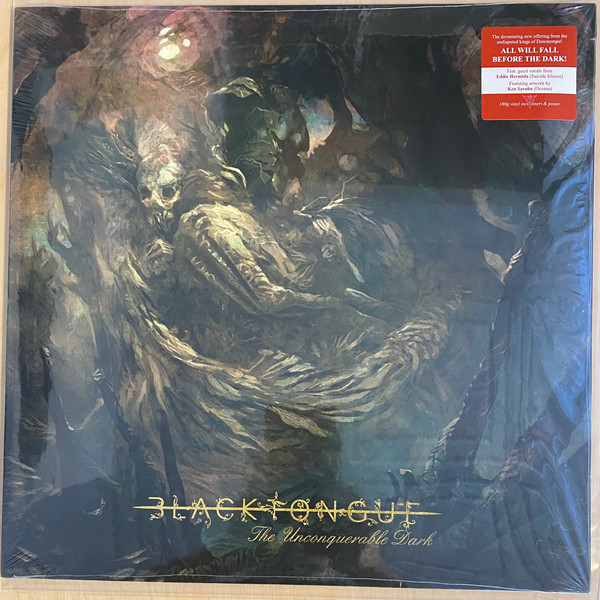 The devastating new offering from the
undisputed kings of Downtempo!
ALL WILL FALL
BEFORE THE DARK!
Feat. guest vocals from
Eddie Hermida (Suicide Silence)
Featuring artwork by
Ken Sarafin (Oceano)
180g vinyl incl. insert & poster
BLACK TONGUE
The Unconquerable Dark